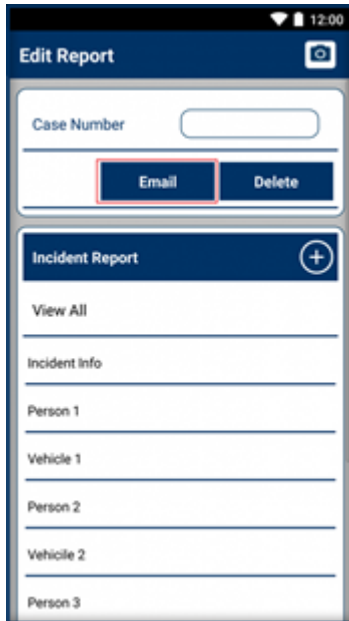 12:00
Edit Report
Case Number
Email Delete
Incident Report
View All
Incident Info
Person 1
Vehicle 1
Person 2
Vehicile 2
Person 3